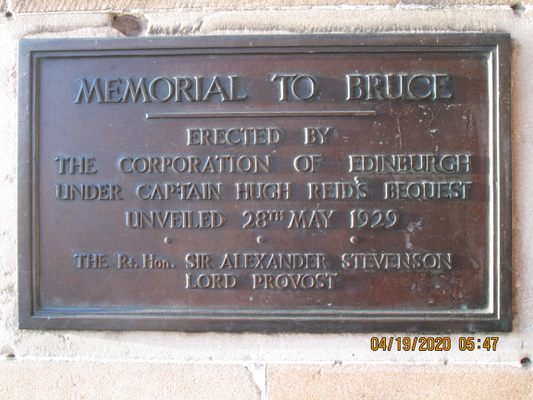 MEMORIAL TO BRUCE
ERECTED BY
THE CORPORATION OF EDINBURGH
UNDER CAPTAIN HUGH REID'S BEQUEST
UNVEILED 28TH MAY 1929
THE Rt. Hon. SIR ALEXANDER STEVENSON
LORD PROVOST
04/19/2020 05:47